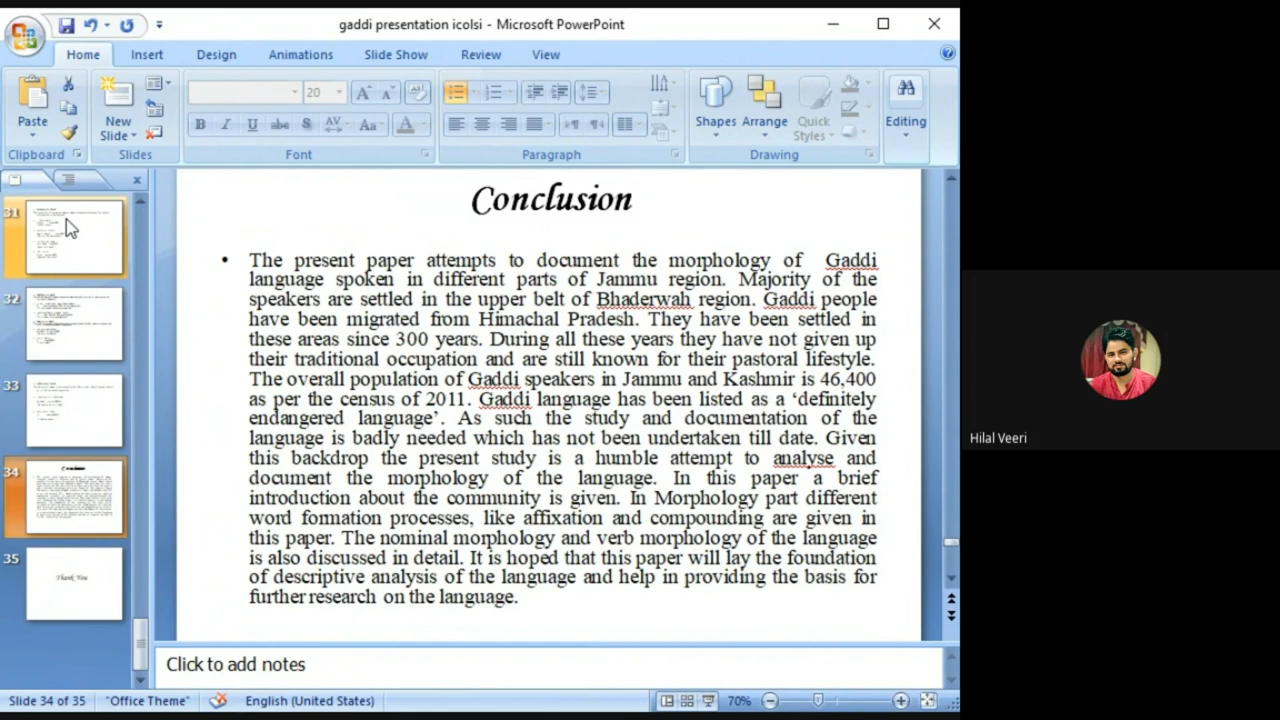 gaddi presentation icolsi - Microsoft PowerPoint
Home Insert Design Animations Slide Show Review View
Paste
New
Slide
20
Shapes Arrange Quick
Styles
Editing
Clipboard Slides Font Paragraph Drawing
31
32
33
34
35
Thank You
Conclusion
• The present paper attempts to document the morphology of Gaddi
language spoken in different parts of Jammu region. Majority of the
speakers are settled in the upper belt of Bhaderwah region. Gaddi people
have been migrated from Himachal Pradesh. They have been settled in
these areas since 300 years. During all these years they have not given up
their traditional occupation and are still known for their pastoral lifestyle.
The overall population of Gaddi speakers in Jammu and Kashmir is 46,400
as per the census of 2011. Gaddi language has been listed as a ‘definitely
endangered language’. As such the study and documentation of the
language is badly needed which has not been undertaken till date. Given
this backdrop the present study is a humble attempt to analyse and
document the morphology of the language. In this paper a brief
introduction about the community is given. In Morphology part different
word formation processes, like affixation and compounding are given in
this paper. The nominal morphology and verb morphology of the language
is also discussed in detail. It is hoped that this paper will lay the foundation
of descriptive analysis of the language and help in providing the basis for
further research on the language.
Click to add notes
Slide 34 of 35 "Office Theme" English (United States) 70%
Hilal Veeri